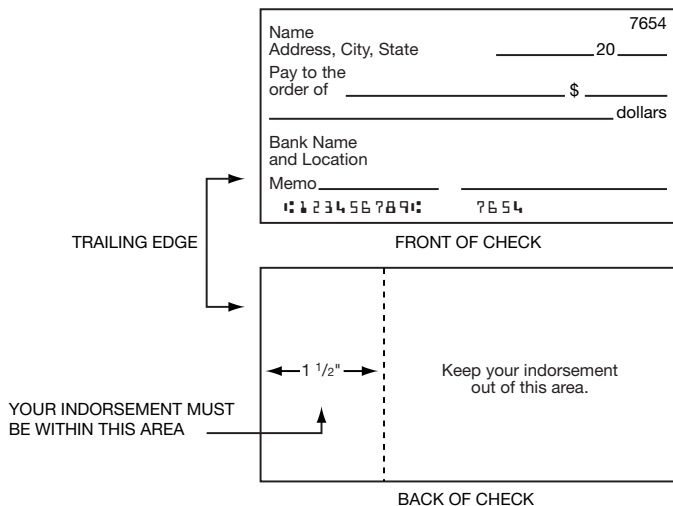 7654
Name
Address, City, State 20
Pay to the
order of $
dollars
Bank Name
and Location
Memo
⑆123456789⑆ 7654
TRAILING EDGE
FRONT OF CHECK
1 1/2"
Keep your indorsement
out of this area.
YOUR INDORSEMENT MUST
BE WITHIN THIS AREA
BACK OF CHECK